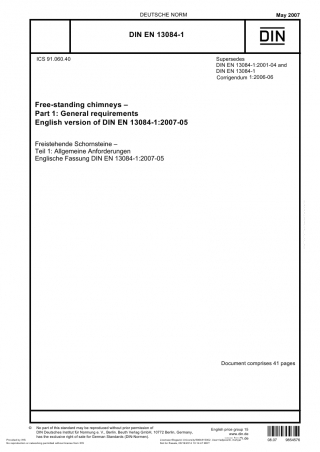 DEUTSCHE NORM
May 2007
DIN EN 13084-1
DIN
ICS 91.060.40
Supersedes
DIN EN 13084-1:2001-04 and
DIN EN 13084-1
Corrigendum 1:2006-06
Free-standing chimneys –
Part 1: General requirements
English version of DIN EN 13084-1:2007-05
Freistehende Schornsteine –
Teil 1: Allgemeine Anforderungen
Englische Fassung DIN EN 13084-1:2007-05
Document comprises 41 pages
© No part of this standard may be reproduced without prior permission of
DIN Deutsches Institut für Normung e. V., Berlin. Beuth Verlag GmbH, 10772 Berlin, Germany,
has the exclusive right of sale for German Standards (DIN-Normen).
English price group 16
www.din.de